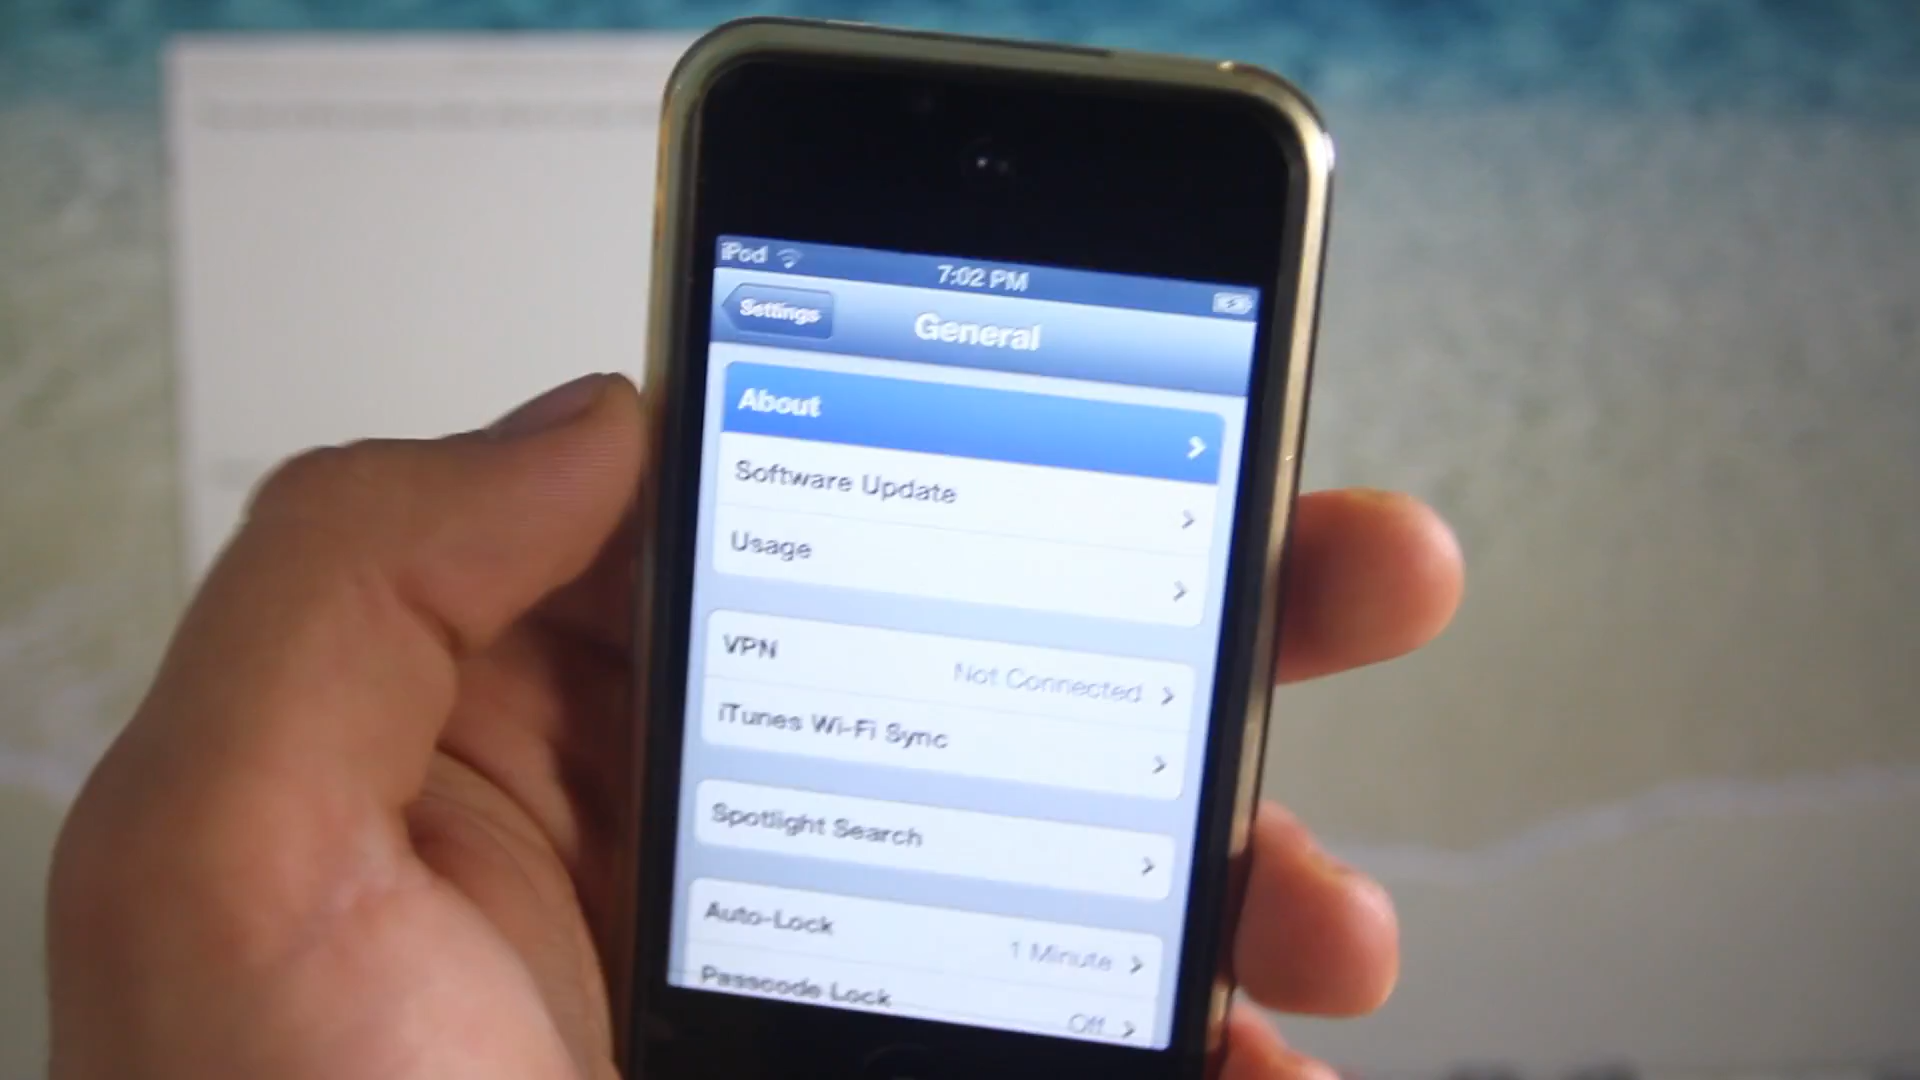 iPod
7:02 PM
Settings
General
About
Software Update
Usage
VPN Not Connected
iTunes Wi-Fi Sync
Spotlight Search
Auto-Lock 1 Minute
Passcode Lock Off